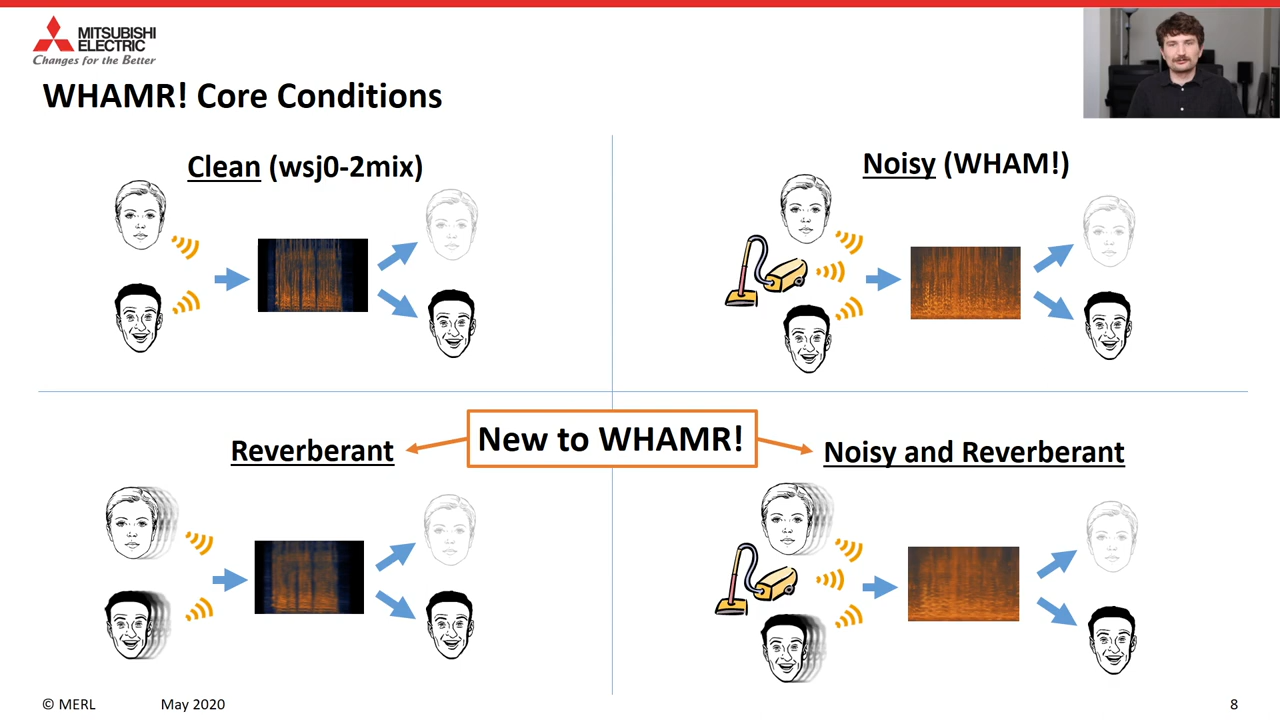 MITSUBISHI
ELECTRIC
Changes for the Better
WHAMR! Core Conditions
Clean (wsj0-2mix)
Noisy (WHAM!)
New to WHAMR!
Reverberant
Noisy and Reverberant
© MERL
May 2020
8